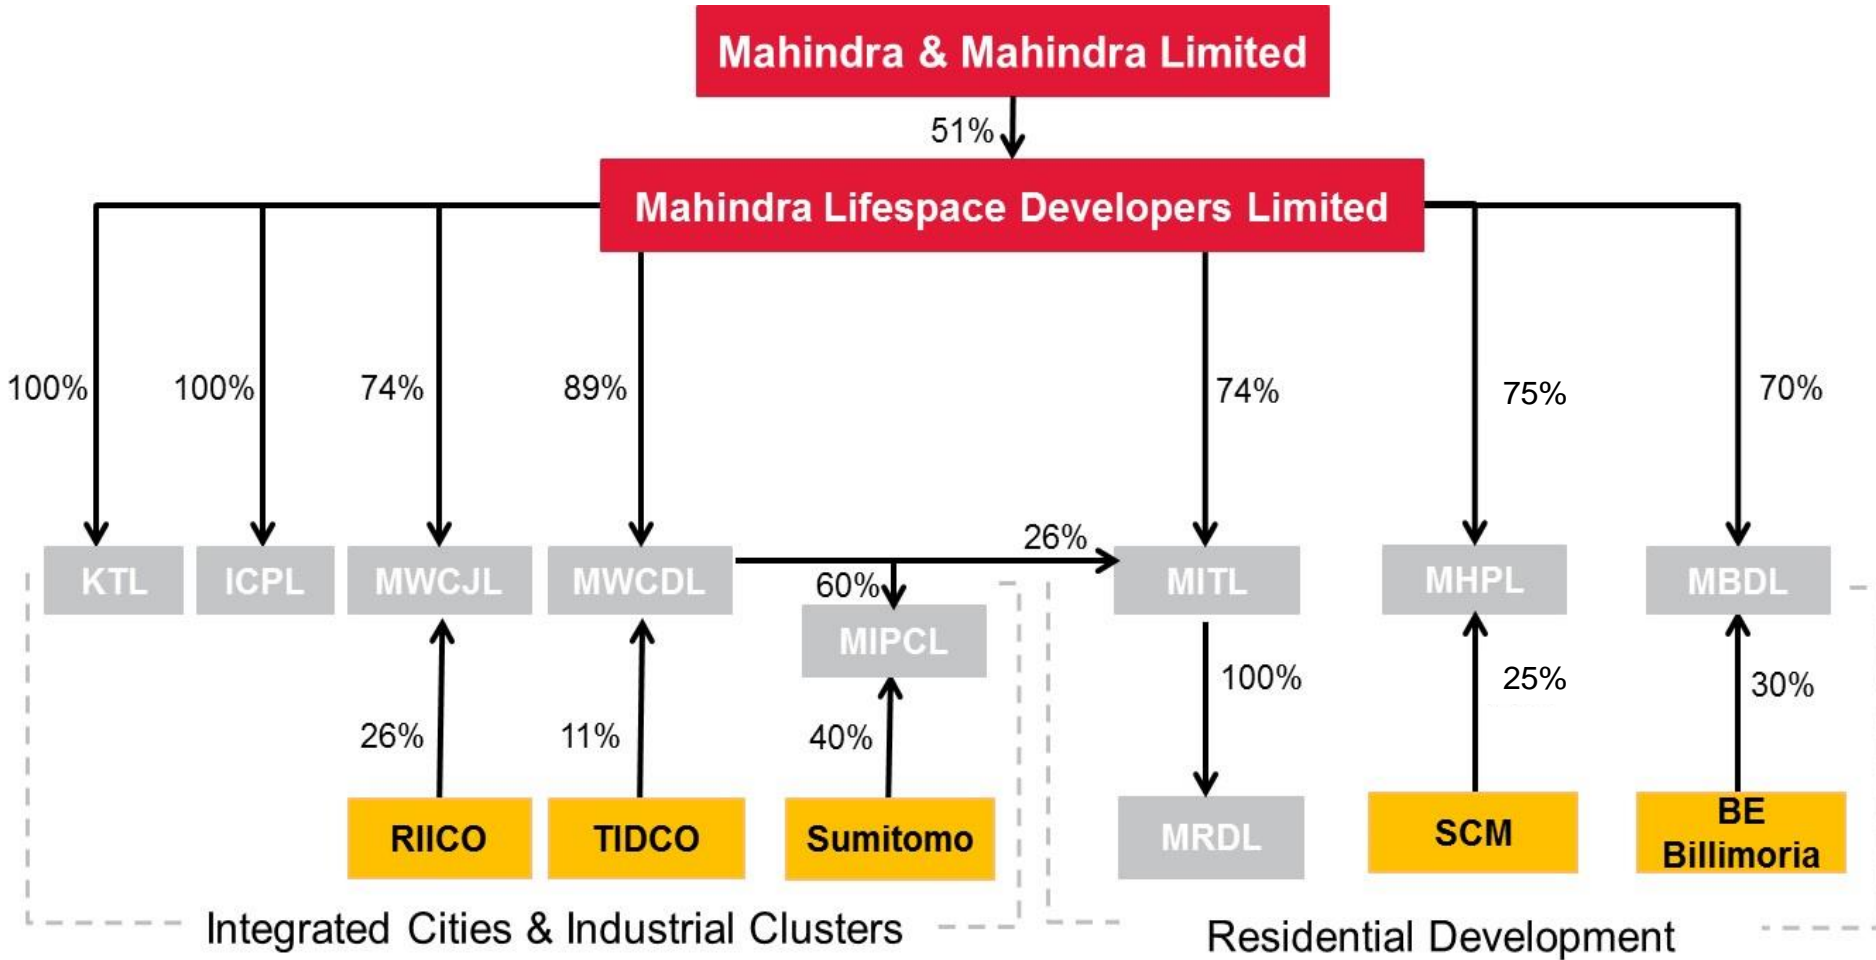 Mahindra & Mahindra Limited
51%
Mahindra Lifespace Developers Limited
100%
100%
74%
89%
74%
75%
70%
26%
60%
KTL
ICPL
MWCJL
MWCDL
MITL
MHPL
MBDL
MIPCL
26%
11%
40%
100%
25%
30%
RIICO
TIDCO
Sumitomo
MRDL
SCM
BE
Billimoria
Integrated Cities & Industrial Clusters
Residential Development